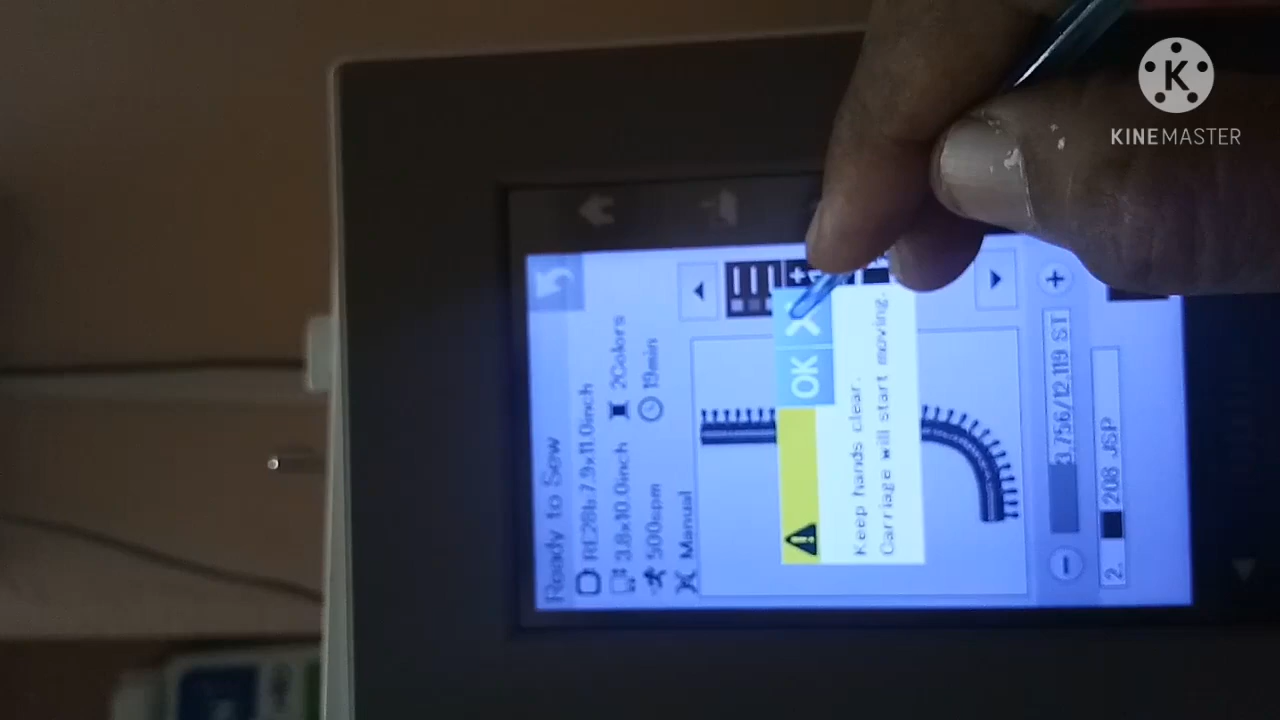 Ready to Sew
RE28b:7.9x11.0inch
3.8x10.0inch 2Colors
500spm 19min
Manual
OK
Keep hands clear.
Carriage will start moving.
3,756/12,119 ST
2. 208 JSP
KINEMASTER